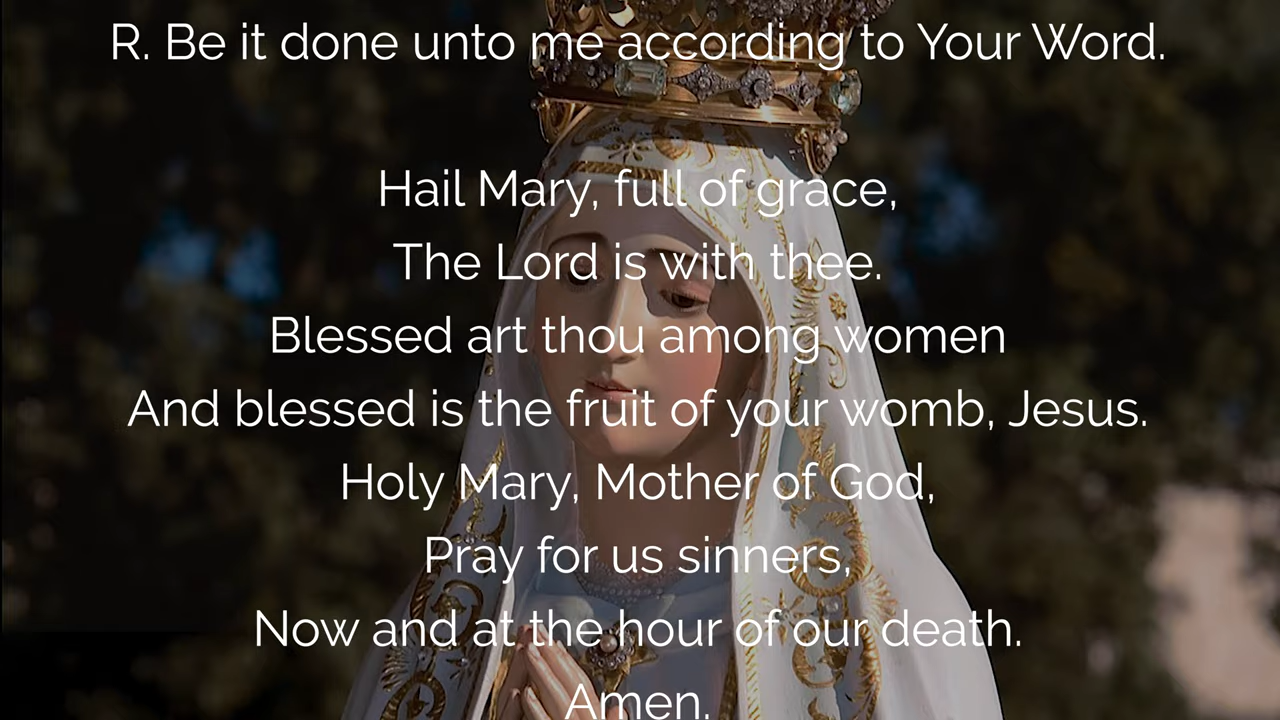 R. Be it done unto me according to Your Word.
Hail Mary, full of grace,
The Lord is with thee.
Blessed art thou among women
And blessed is the fruit of your womb, Jesus.
Holy Mary, Mother of God,
Pray for us sinners,
Now and at the hour of our death.
Amen.